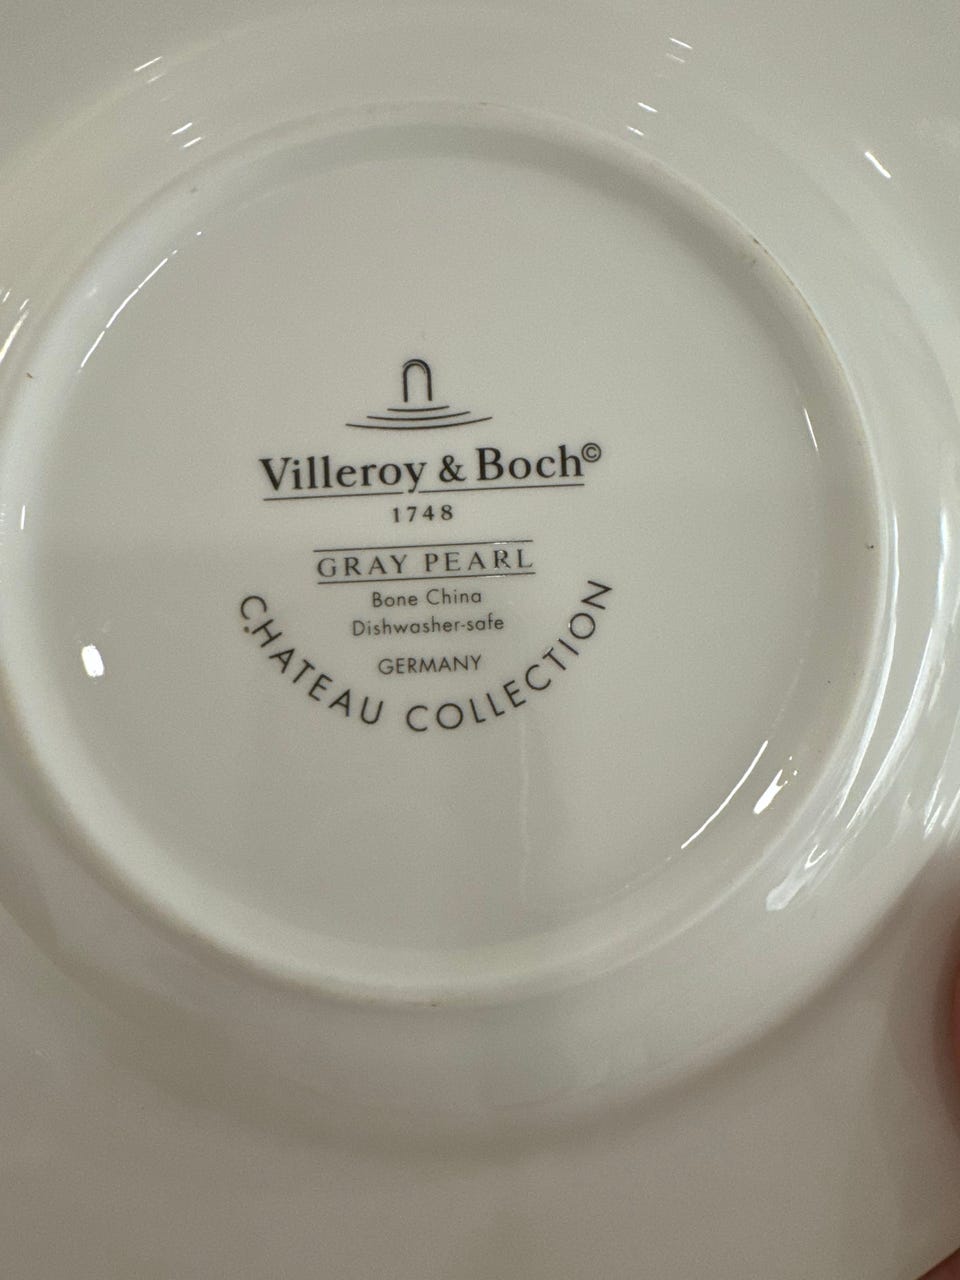 Villeroy & Boch©
1748
GRAY PEARL
Bone China
Dishwasher-safe
GERMANY
CHATEAU COLLECTION